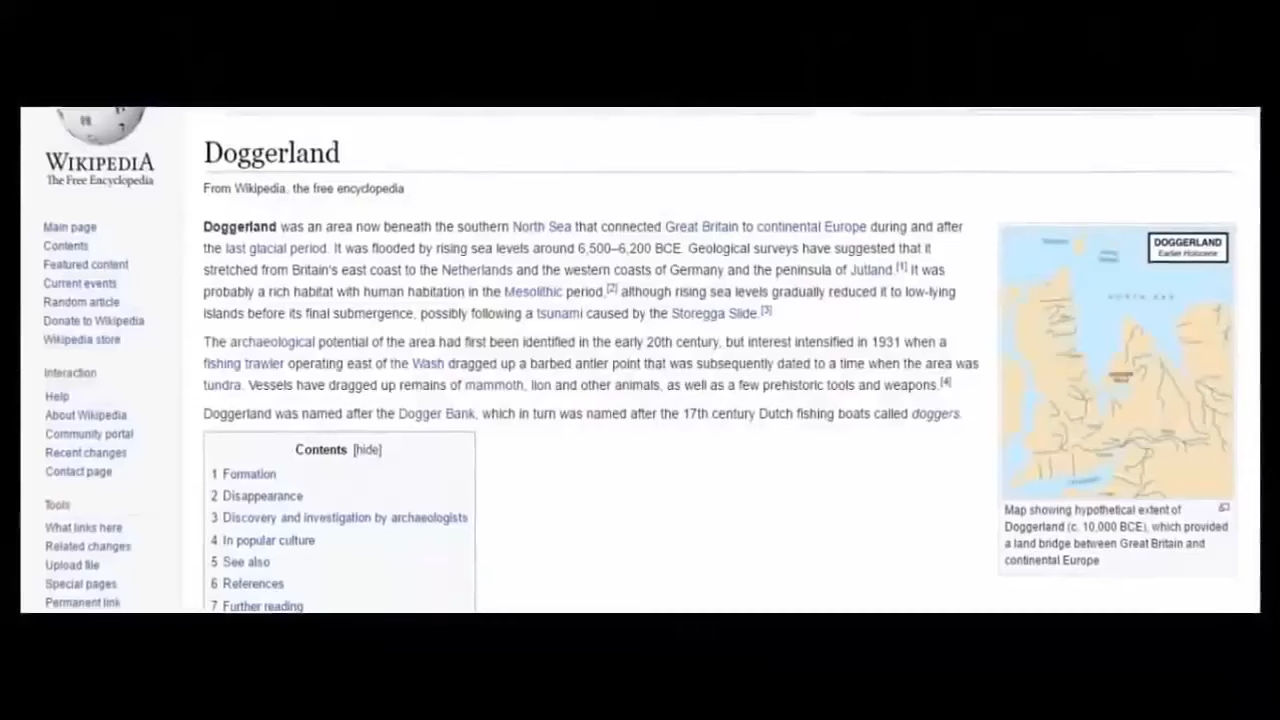 WIKIPEDIA
The Free Encyclopedia
Main page
Contents
Featured content
Current events
Random article
Donate to Wikipedia
Wikipedia store
Interaction
Help
About Wikipedia
Community portal
Recent changes
Contact page
Tools
What links here
Related changes
Upload file
Special pages
Permanent link
Doggerland
From Wikipedia, the free encyclopedia
Doggerland was an area now beneath the southern North Sea that connected Great Britain to continental Europe during and after
the last glacial period. It was flooded by rising sea levels around 6,500–6,200 BCE. Geological surveys have suggested that it
stretched from Britain's east coast to the Netherlands and the western coasts of Germany and the peninsula of Jutland.[1] It was
probably a rich habitat with human habitation in the Mesolithic period,[2] although rising sea levels gradually reduced it to low-lying
islands before its final submergence, possibly following a tsunami caused by the Storegga Slide.[3]
The archaeological potential of the area had first been identified in the early 20th century, but interest intensified in 1931 when a
fishing trawler operating east of the Wash dragged up a barbed antler point that was subsequently dated to a time when the area was
tundra. Vessels have dragged up remains of mammoth, lion and other animals, as well as a few prehistoric tools and weapons.[4]
Doggerland was named after the Dogger Bank, which in turn was named after the 17th century Dutch fishing boats called doggers.
Contents [hide]
1 Formation
2 Disappearance
3 Discovery and investigation by archaeologists
4 In popular culture
5 See also
6 References
7 Further reading
DOGGERLAND
Earlier Holocene
NORTH SEA
Map showing hypothetical extent of
Doggerland (c. 10,000 BCE), which provided
a land bridge between Great Britain and
continental Europe